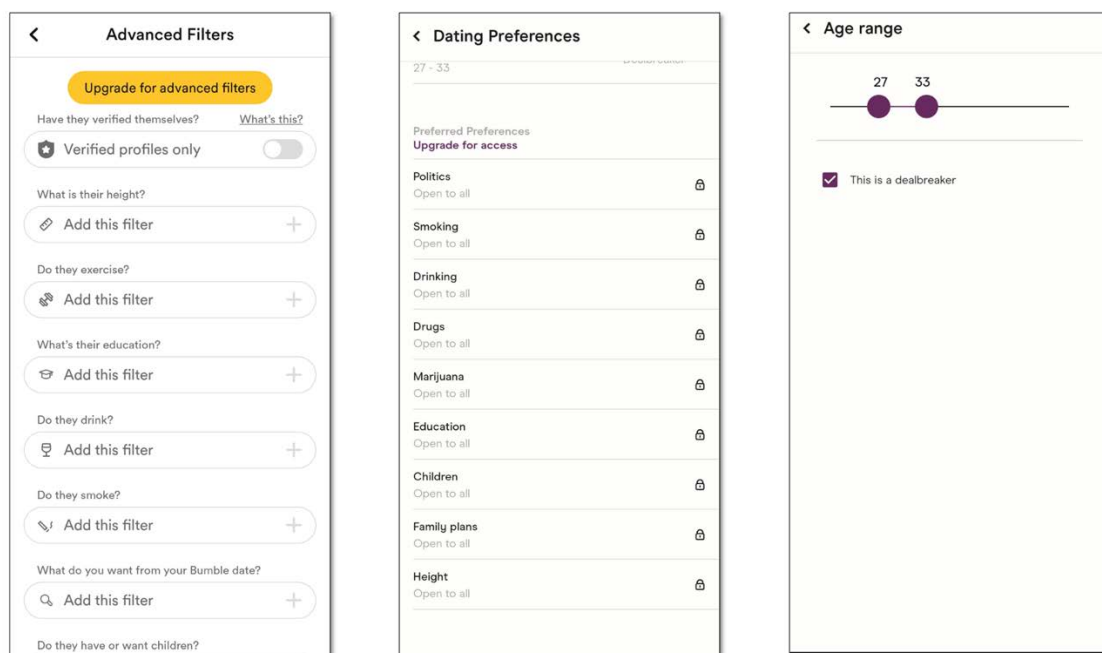 Advanced Filters
Upgrade for advanced filters
Have they verified themselves? What's this?
Verified profiles only
What is their height?
Add this filter
Do they exercise?
Add this filter
What's their education?
Add this filter
Do they drink?
Add this filter
Do they smoke?
Add this filter
What do you want from your Bumble date?
Add this filter
Do they have or want children?
Dating Preferences
27 - 33 Dealbreaker
Preferred Preferences
Upgrade for access
Politics
Open to all
Smoking
Open to all
Drinking
Open to all
Drugs
Open to all
Marijuana
Open to all
Education
Open to all
Children
Open to all
Family plans
Open to all
Height
Open to all
Age range
27 33
This is a dealbreaker